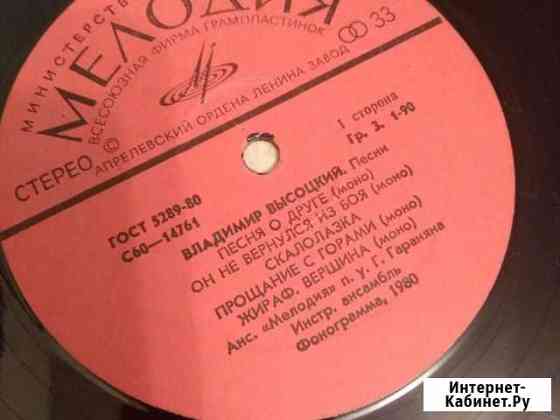 МИНИСТЕРСТВО
МЕЛОДИЯ
ВСЕСОЮЗНАЯ ФИРМА ГРАМПЛАСТИНОК
33
АПРЕЛЕВСКИЙ ОРДЕНА ЛЕНИНА ЗАВОД
СТЕРЕО
ГОСТ 5289-80
С60—14761
1 сторона
Гр. 3. 1-90
ВЛАДИМИР ВЫСОЦКИЙ. Песни
ПЕСНЯ О ДРУГЕ (моно)
ОН НЕ ВЕРНУЛСЯ ИЗ БОЯ (моно)
СКАЛОЛАЗКА
ПРОЩАНИЕ С ГОРАМИ (моно)
ЖИРАФ. ВЕРШИНА (моно)
Анс. «Мелодия» п. у. Г. Гараняна
Инстр. ансамбль
Фонограмма, 1980
Интернет-
Кабинет.Ру